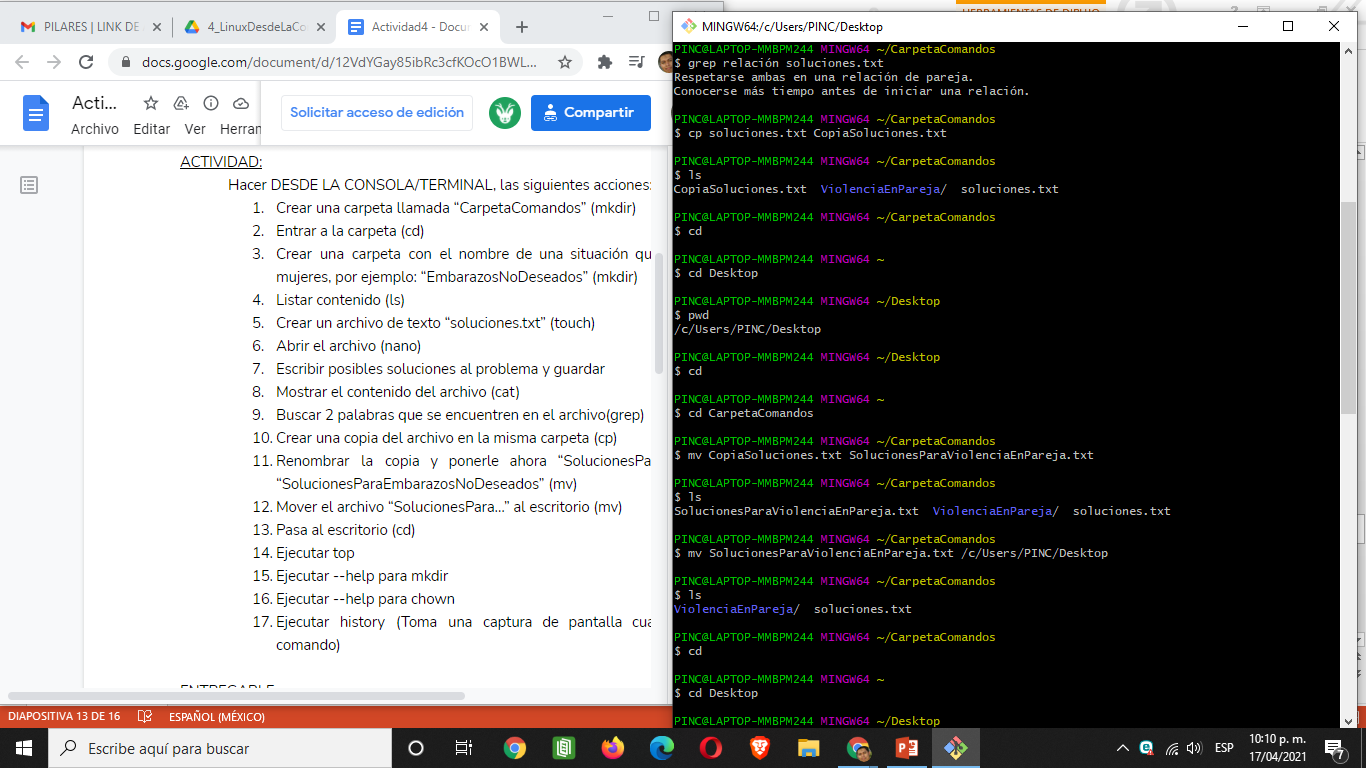 PILARES | LINK DE
4_LinuxDesdeLaCo
Actividad4 - Docur
docs.google.com/document/d/12VdYGay85ibRc3cfKOcO1BWL...
Acti...
Archivo Editar Ver Herran
Solicitar acceso de edición
Compartir
ACTIVIDAD:
Hacer DESDE LA CONSOLA/TERMINAL, las siguientes acciones:
1. Crear una carpeta llamada “CarpetaComandos” (mkdir)
2. Entrar a la carpeta (cd)
3. Crear una carpeta con el nombre de una situación qu
mujeres, por ejemplo: “EmbarazosNoDeseados” (mkdir)
4. Listar contenido (ls)
5. Crear un archivo de texto “soluciones.txt” (touch)
6. Abrir el archivo (nano)
7. Escribir posibles soluciones al problema y guardar
8. Mostrar el contenido del archivo (cat)
9. Buscar 2 palabras que se encuentren en el archivo(grep)
10. Crear una copia del archivo en la misma carpeta (cp)
11. Renombrar la copia y ponerle ahora “SolucionesPa
“SolucionesParaEmbarazosNoDeseados” (mv)
12. Mover el archivo “SolucionesPara...” al escritorio (mv)
13. Pasa al escritorio (cd)
14. Ejecutar top
15. Ejecutar --help para mkdir
16. Ejecutar --help para chown
17. Ejecutar history (Toma una captura de pantalla cua
comando)
ENTREGABLE
MINGW64:/c/Users/PINC/Desktop
PINC@LAPTOP-MMBPM244 MINGW64 ~/CarpetaComandos
$ grep relación soluciones.txt
Respetarse ambas en una relación de pareja.
Conocerse más tiempo antes de iniciar una relación.
PINC@LAPTOP-MMBPM244 MINGW64 ~/CarpetaComandos
$ cp soluciones.txt CopiaSoluciones.txt
PINC@LAPTOP-MMBPM244 MINGW64 ~/CarpetaComandos
$ ls
CopiaSoluciones.txt ViolenciaEnPareja/ soluciones.txt
PINC@LAPTOP-MMBPM244 MINGW64 ~/CarpetaComandos
$ cd
PINC@LAPTOP-MMBPM244 MINGW64 ~
$ cd Desktop
PINC@LAPTOP-MMBPM244 MINGW64 ~/Desktop
$ pwd
/c/Users/PINC/Desktop
PINC@LAPTOP-MMBPM244 MINGW64 ~/Desktop
$ cd
PINC@LAPTOP-MMBPM244 MINGW64 ~
$ cd CarpetaComandos
PINC@LAPTOP-MMBPM244 MINGW64 ~/CarpetaComandos
$ mv CopiaSoluciones.txt SolucionesParaViolenciaEnPareja.txt
PINC@LAPTOP-MMBPM244 MINGW64 ~/CarpetaComandos
$ ls
SolucionesParaViolenciaEnPareja.txt ViolenciaEnPareja/ soluciones.txt
PINC@LAPTOP-MMBPM244 MINGW64 ~/CarpetaComandos
$ mv SolucionesParaViolenciaEnPareja.txt /c/Users/PINC/Desktop
PINC@LAPTOP-MMBPM244 MINGW64 ~/CarpetaComandos
$ ls
ViolenciaEnPareja/ soluciones.txt
PINC@LAPTOP-MMBPM244 MINGW64 ~/CarpetaComandos
$ cd
PINC@LAPTOP-MMBPM244 MINGW64 ~
$ cd Desktop
PINC@LAPTOP-MMBPM244 MINGW64 ~/Desktop
DIAPOSITIVA 13 DE 16 ESPAÑOL (MÉXICO)
Escribe aquí para buscar
ESP
10:10 p. m.
17/04/2021
7